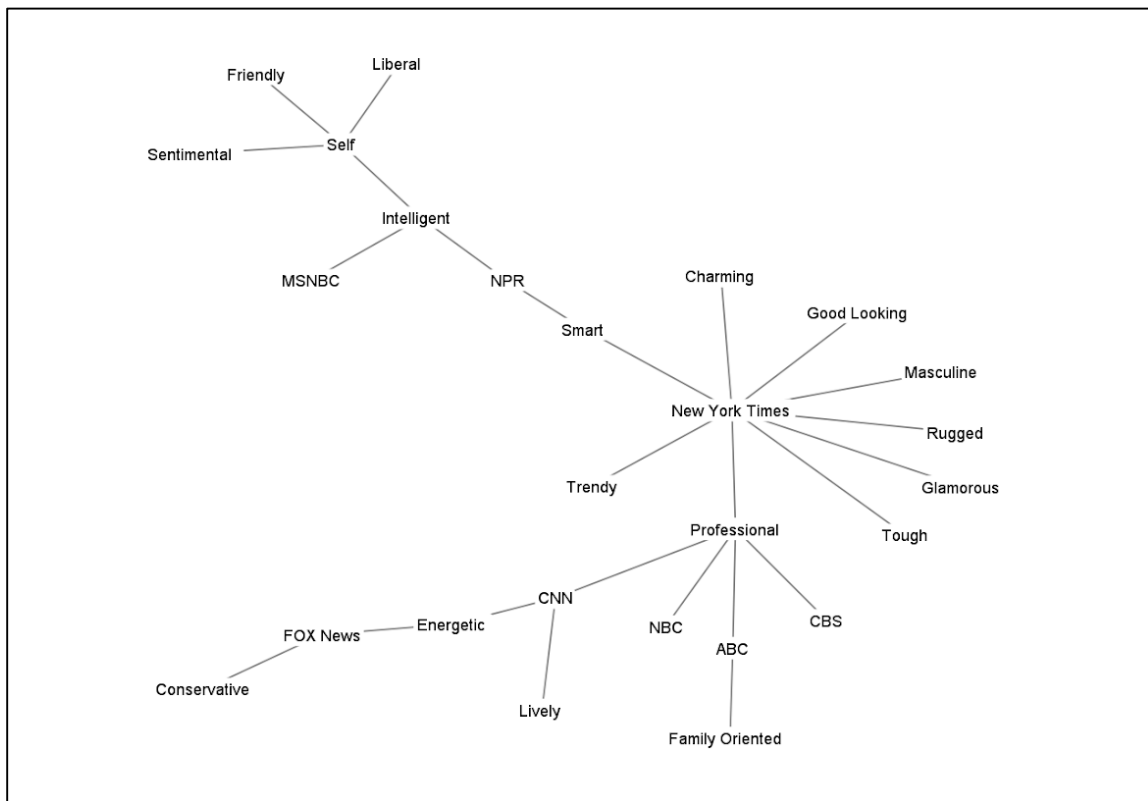 Liberal
Friendly
Self
Sentimental
Intelligent
MSNBC
NPR
Charming
Smart
Good Looking
Masculine
New York Times
Rugged
Trendy
Glamorous
Professional
Tough
CNN
CBS
Energetic
NBC
FOX News
ABC
Conservative
Lively
Family Oriented